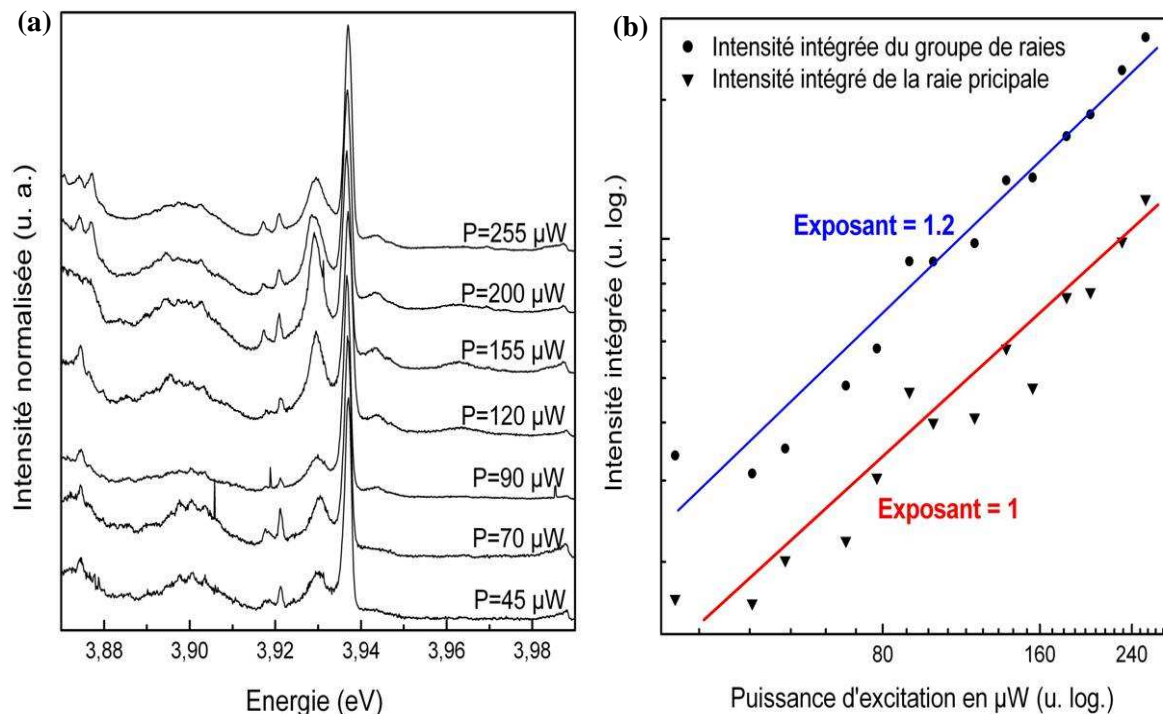 (a)
Intensité normalisée (u. a.)
P=255 µW
P=200 µW
P=155 µW
P=120 µW
P=90 µW
P=70 µW
P=45 µW
3,88 3,90 3,92 3,94 3,96 3,98
Energie (eV)
(b)
Intensité intégrée du groupe de raies
Intensité intégré de la raie pricipale
Intensité intégrée (u. log.)
Exposant = 1.2
Exposant = 1
80 160 240
Puissance d'excitation en µW (u. log.)